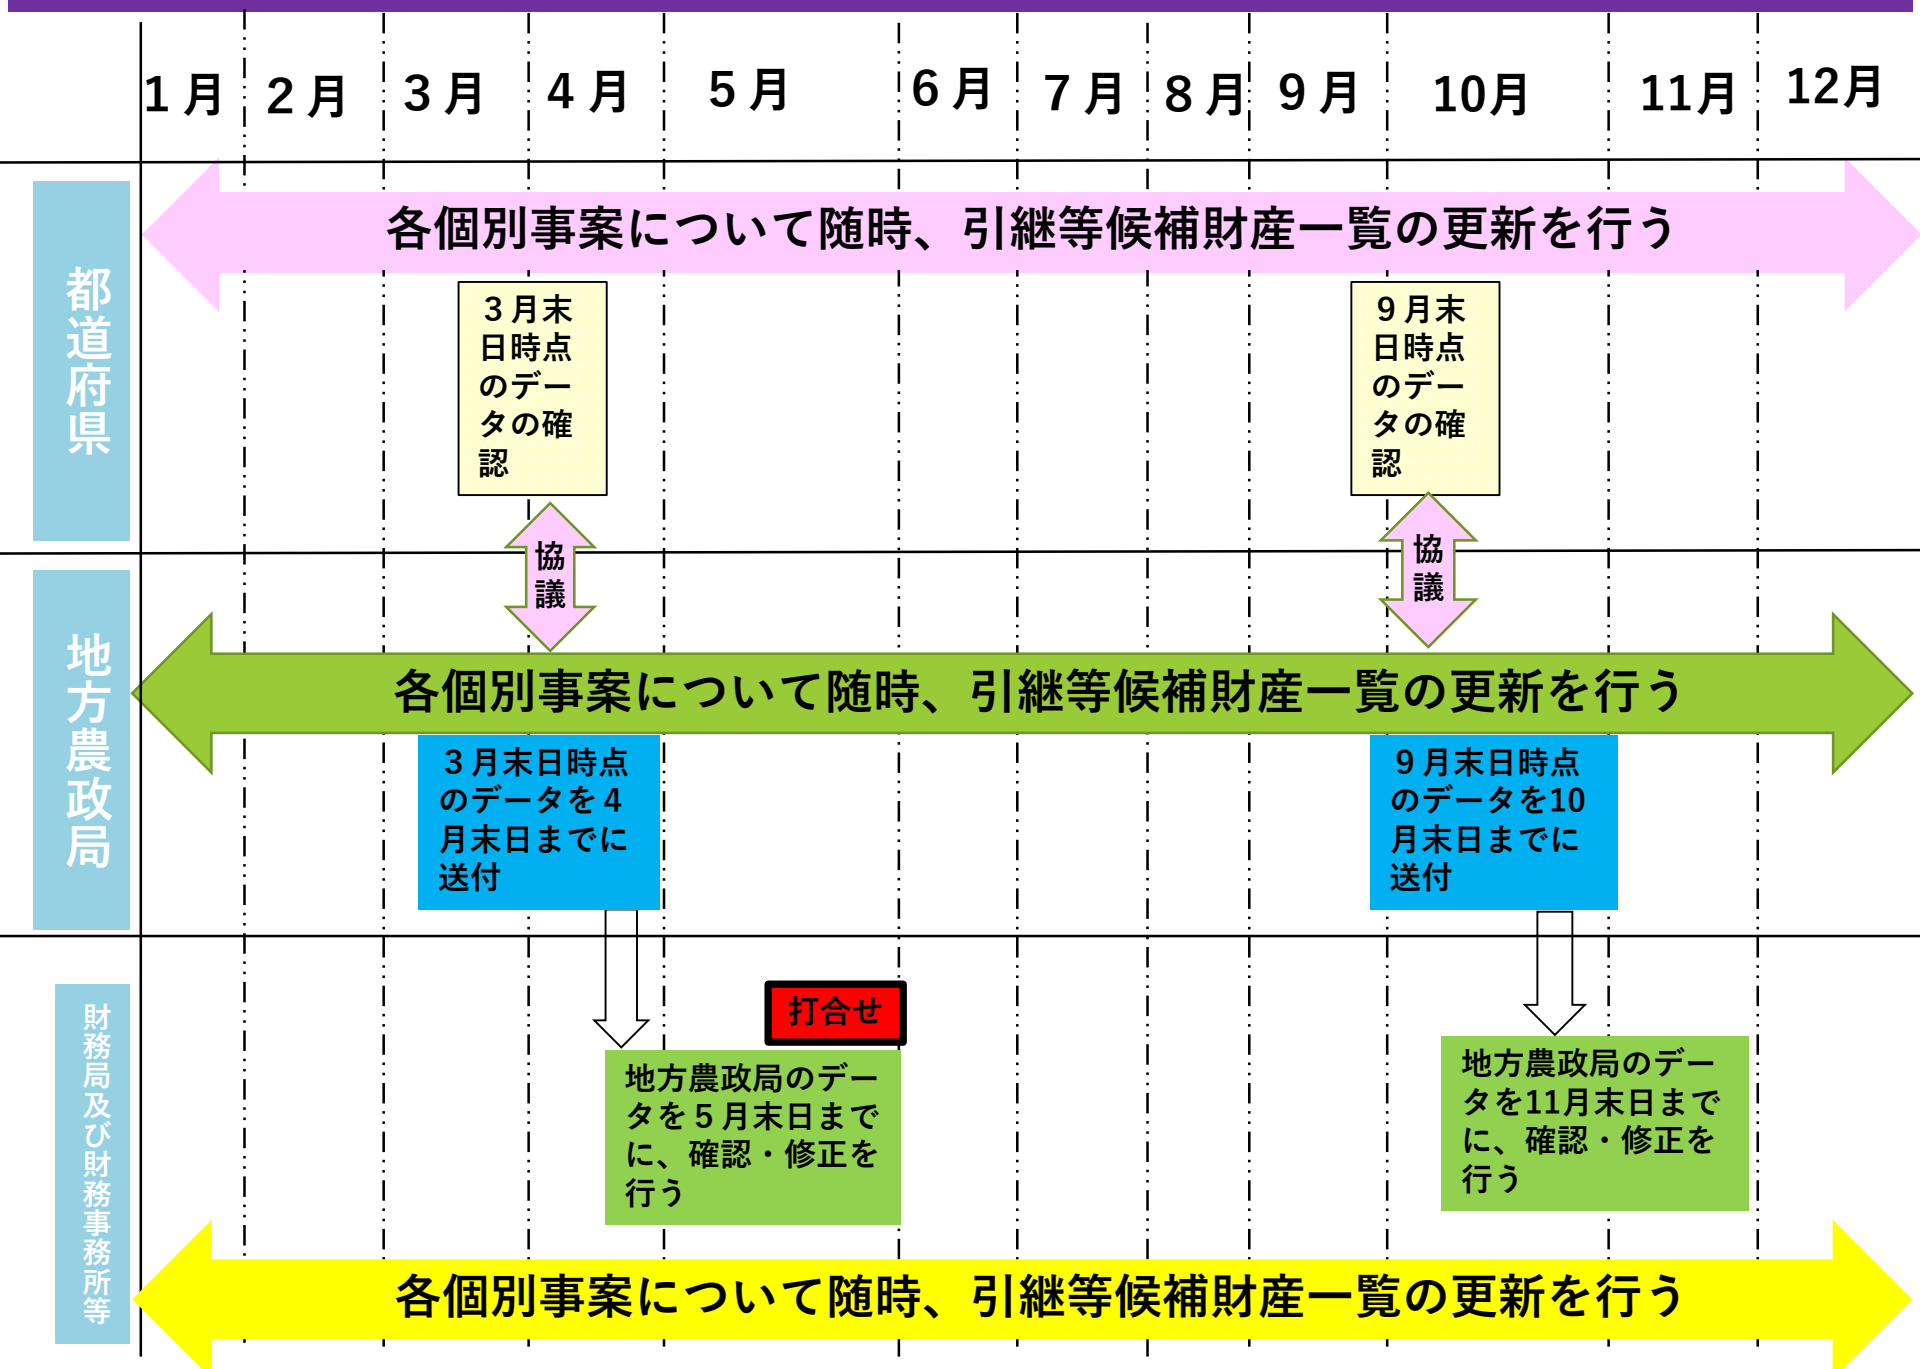 1月 2月 3月 4月 5月 6月 7月 8月 9月 10月 11月 12月
都道府県
各個別事案について随時、引継等候補財産一覧の更新を行う
３月末
日時点
のデー
タの確
認
９月末
日時点
のデー
タの確
認
協
議
協
議
地方農政局
各個別事案について随時、引継等候補財産一覧の更新を行う
３月末日時点
のデータを４
月末日までに
送付
９月末日時点
のデータを10
月末日までに
送付
財務局及び財務事務所等
打合せ
地方農政局のデー
タを５月末日まで
に、確認・修正を
行う
地方農政局のデー
タを11月末日まで
に、確認・修正を
行う
各個別事案について随時、引継等候補財産一覧の更新を行う